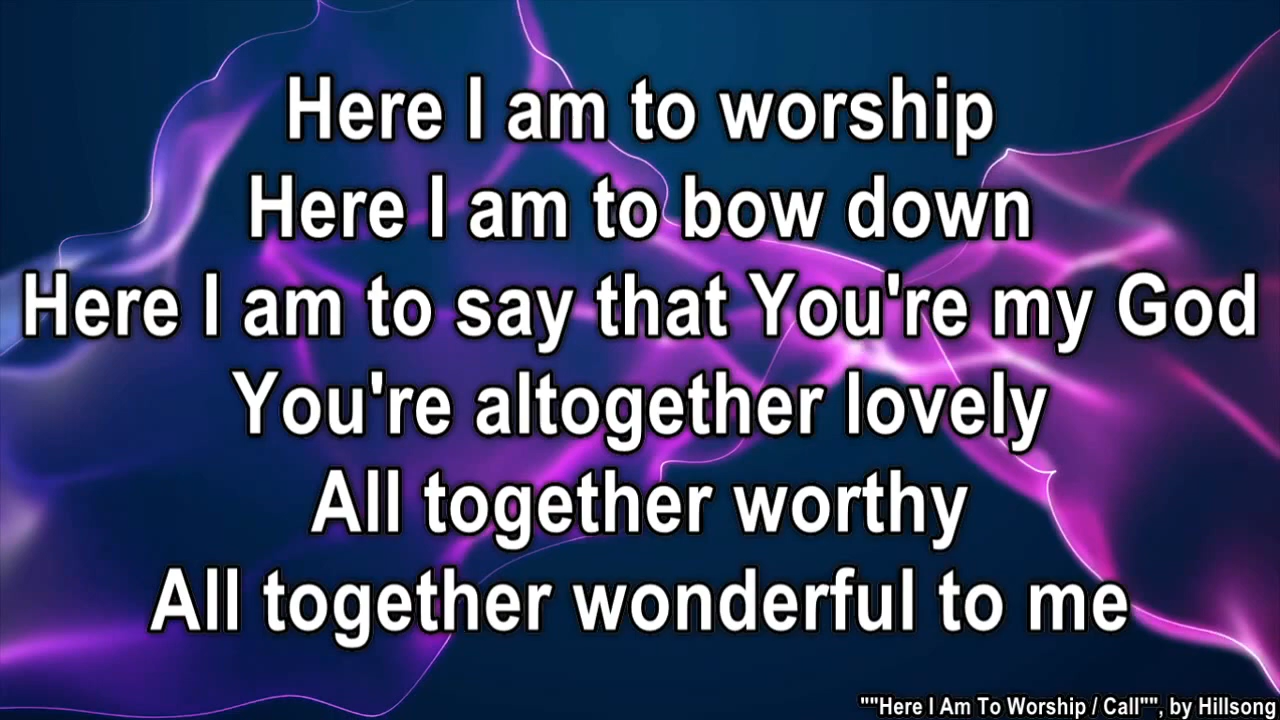 Here I am to worship
Here I am to bow down
Here I am to say that You're my God
You're altogether lovely
All together worthy
All together wonderful to me
""Here I Am To Worship / Call"", by Hillsong